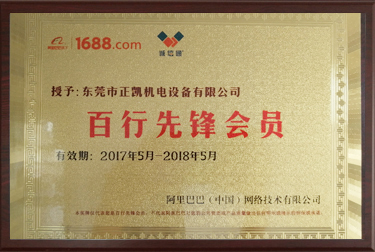 1688.com
诚信通
授予：东莞市正凯机电设备有限公司
百行先锋会员
有效期：2017年5月-2018年5月
阿里巴巴（中国）网络技术有限公司